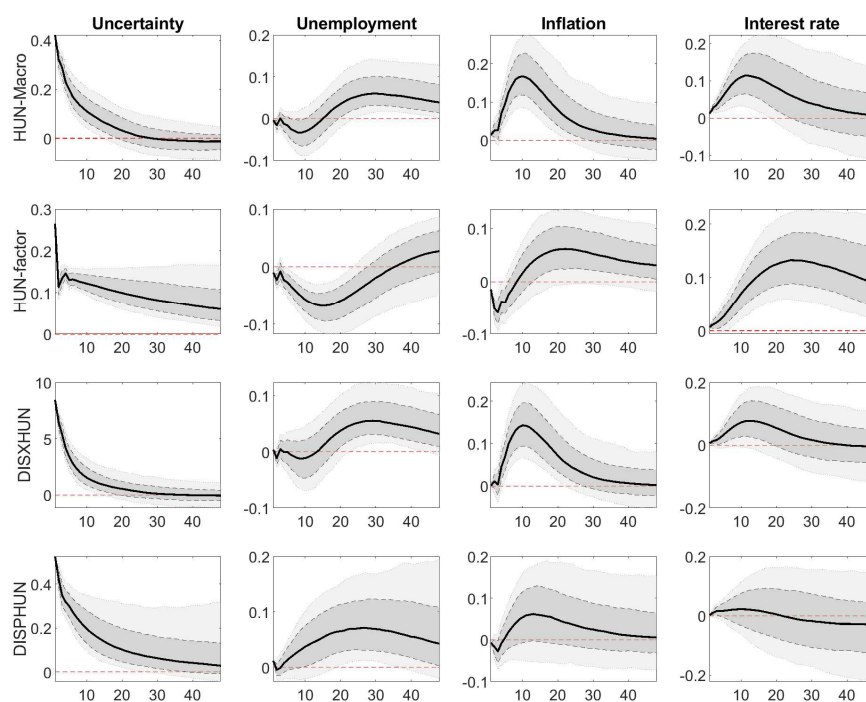 Uncertainty Unemployment Inflation Interest rate
HUN-Macro
0.4 0.2 0
10 20 30 40
0.2 0.1 0 -0.1
10 20 30 40
0.2 0.1 0
10 20 30 40
0.2 0.1 0 -0.1
10 20 30 40
HUN-factor
0.3 0.2 0.1 0
10 20 30 40
0.1 0 -0.1
10 20 30 40
0.1 0 -0.1
10 20 30 40
0.2 0.1 0
10 20 30 40
DISXHUN
10 5 0
10 20 30 40
0.1 0 -0.1
10 20 30 40
0.2 0.1 0
10 20 30 40
0.2 0 -0.2
10 20 30 40
DISPHUN
0.4 0.2 0
10 20 30 40
0.2 0.1 0
10 20 30 40
0.2 0.1 0 -0.1
10 20 30 40
0.2 0 -0.2
10 20 30 40